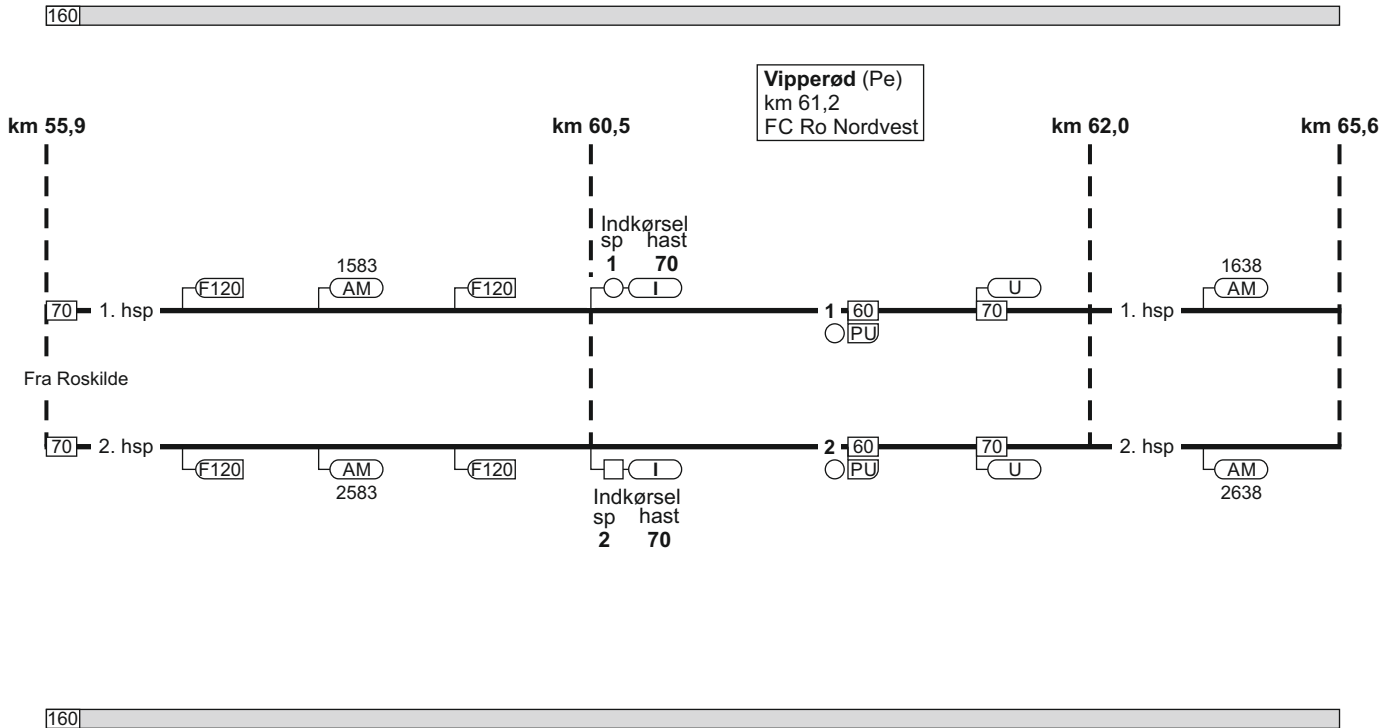 160
Vipperød (Pe)
km 61,2
FC Ro Nordvest
km 55,9
km 60,5
km 62,0
km 65,6
Indkørsel
sp hast
1 70
1583
1638
F120
AM
F120
I
U
AM
70
1. hsp
1
60
70
1. hsp
PU
Fra Roskilde
70
2. hsp
2
60
70
2. hsp
F120
AM
F120
I
PU
U
AM
2583
2638
Indkørsel
sp hast
2 70
160